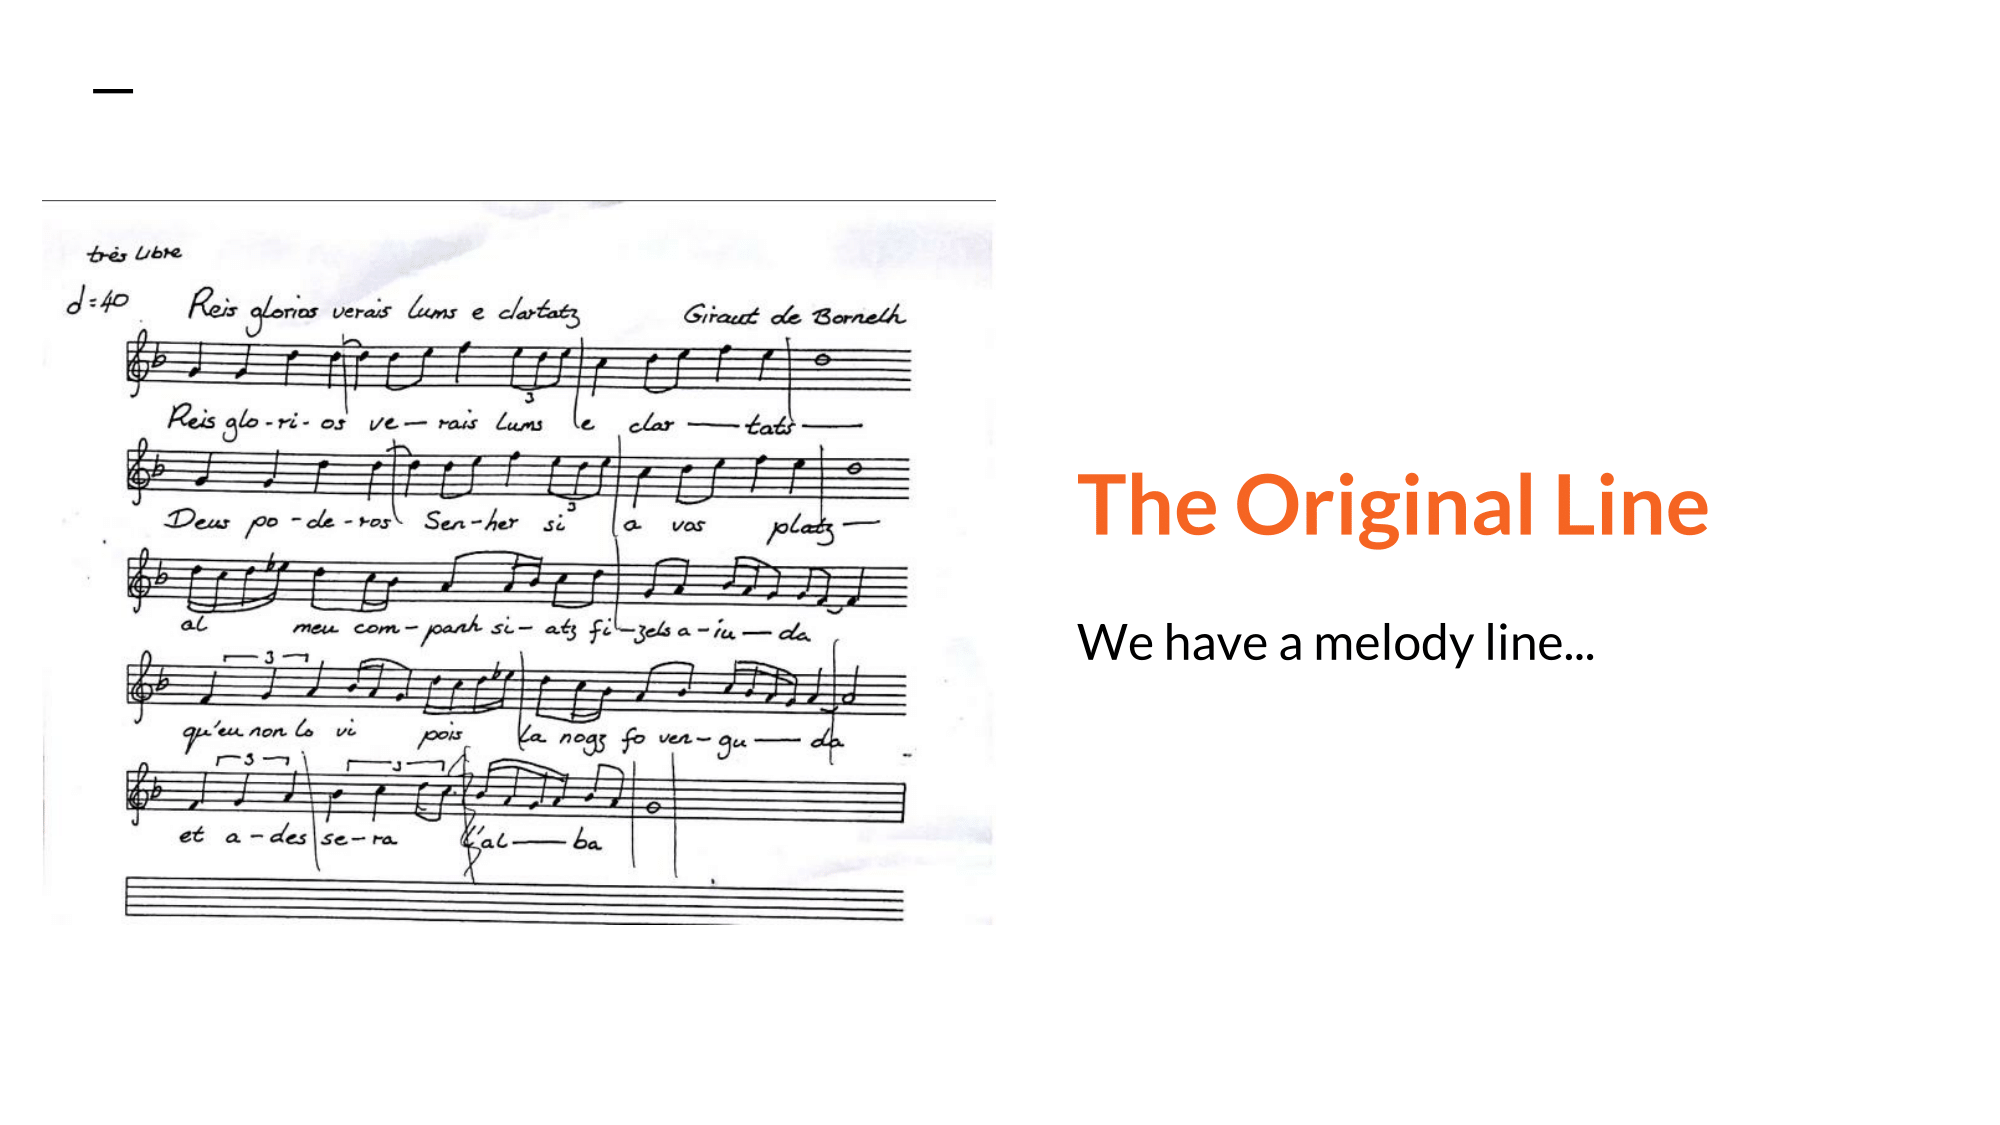 très Libre
d=40 Reis glorios verais lums e clartatz Giraut de Bornelh
3
Reis glo-ri-os ve—rais Lums e clar —tats—
3
Deus po-de-ros Sen-her si a vos platz—
al meu com-panh si-atz fi-zels a-iu—da
3
qu'eu non lo vi pois la nogz fo ven-gu—da
3 3
et a-des se-ra L'al—ba
The Original Line
We have a melody line...